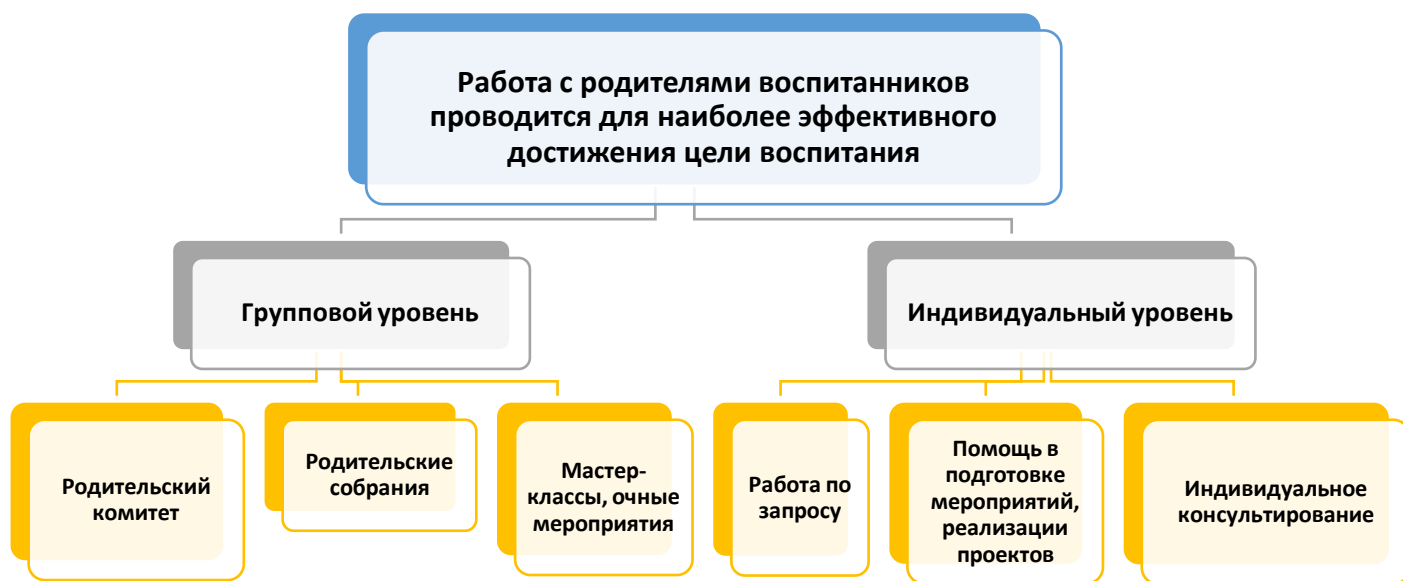 Работа с родителями воспитанников
проводится для наиболее эффективного
достижения цели воспитания
Групповой уровень
Индивидуальный уровень
Родительский
комитет
Родительские
собрания
Мастер-
классы, очные
мероприятия
Работа по
запросу
Помощь в
подготовке
мероприятий,
реализации
проектов
Индивидуальное
консультирование